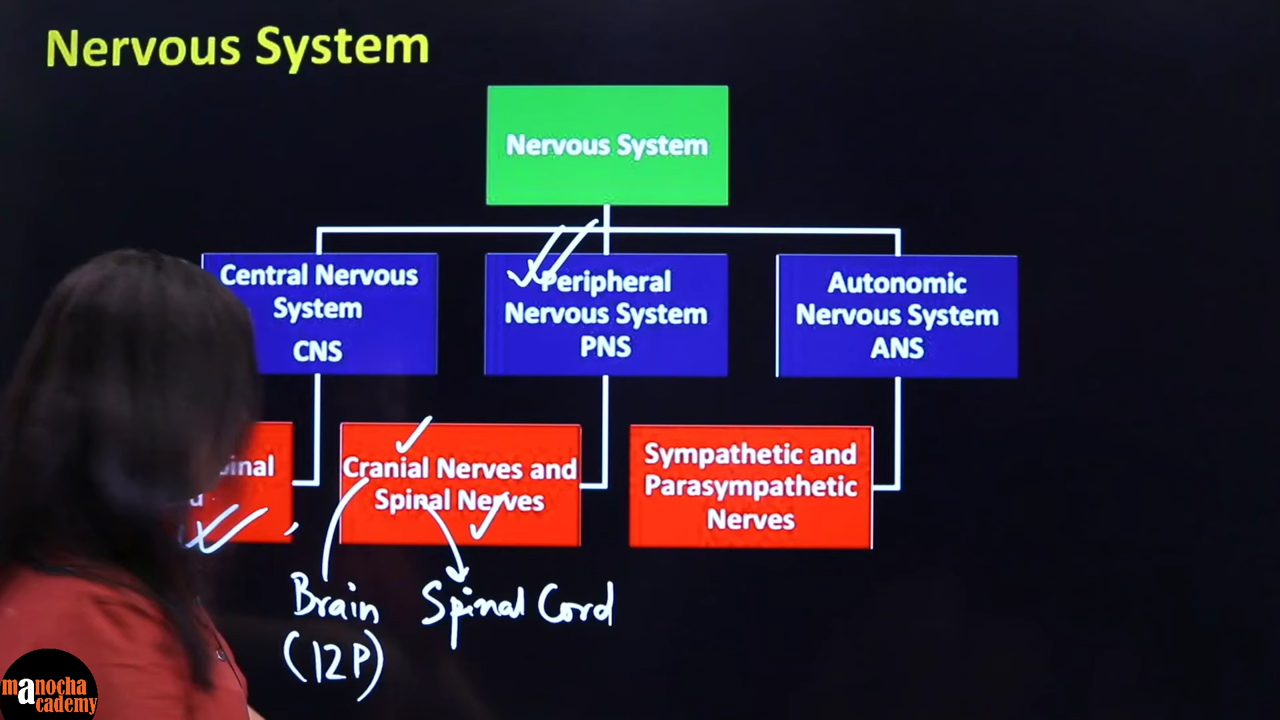 Nervous System
Nervous System
Central Nervous
System
CNS
Peripheral
Nervous System
PNS
Autonomic
Nervous System
ANS
Cranial Nerves and
Spinal Nerves
Sympathetic and
Parasympathetic
Nerves
Brain
(12P)
Spinal Cord
manocha
academy